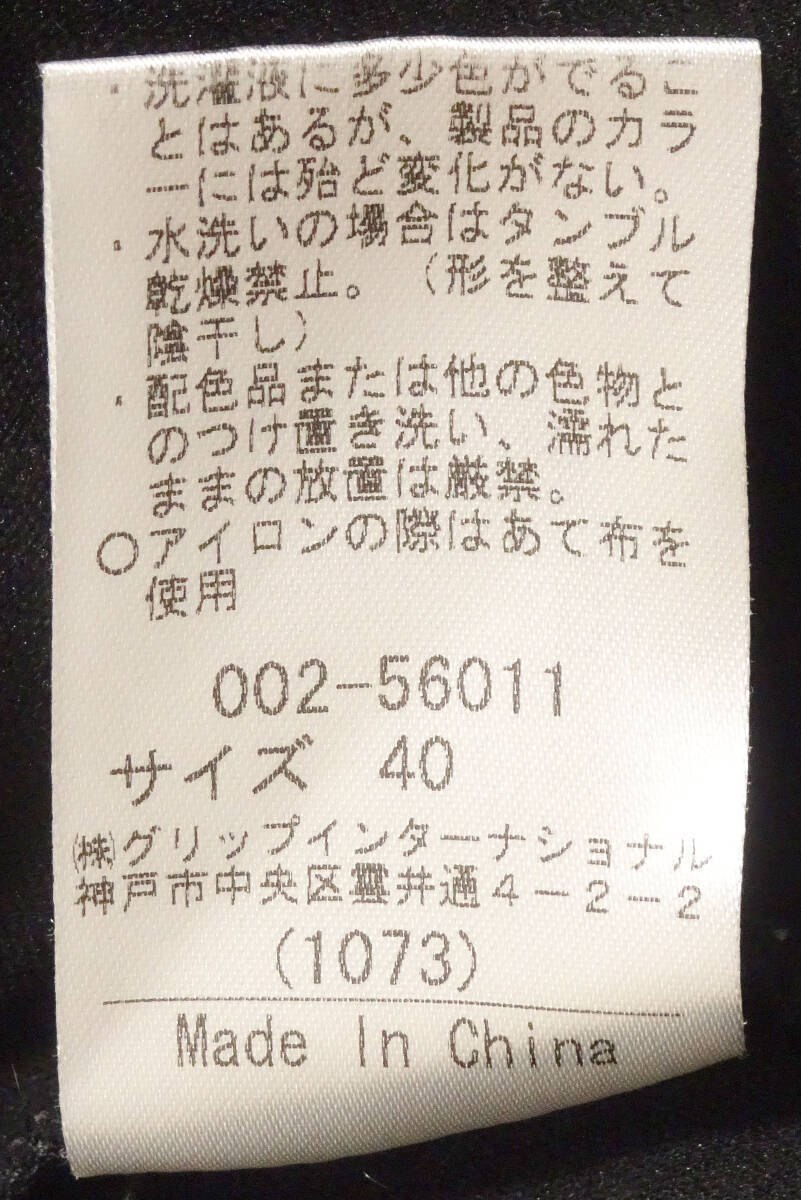 ・洗濯液に多少色がでるこ
とはあるが、製品のカラ
ーには殆ど変化がない。
・水洗いの場合はタンブル
乾燥禁止。（形を整えて
陰干し）
・配色品または他の色物と
のつけ置き洗い、濡れた
ままの放置は厳禁。
○アイロンの際はあて布を
使用
002-56011
サイズ 40
㈱グリップインターナショナル
神戸市中央区雲井通4-2-2
(1073)
Made In China